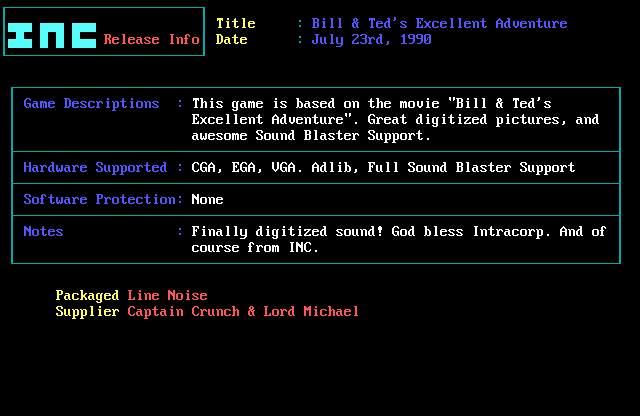 INC Release Info
Title : Bill & Ted's Excellent Adventure
Date : July 23rd, 1990
Game Descriptions : This game is based on the movie "Bill & Ted's
Excellent Adventure". Great digitized pictures, and
awesome Sound Blaster Support.
Hardware Supported : CGA, EGA, VGA. Adlib, Full Sound Blaster Support
Software Protection: None
Notes : Finally digitized sound! God bless Intracorp. And of
course from INC.
Packaged Line Noise
Supplier Captain Crunch & Lord Michael